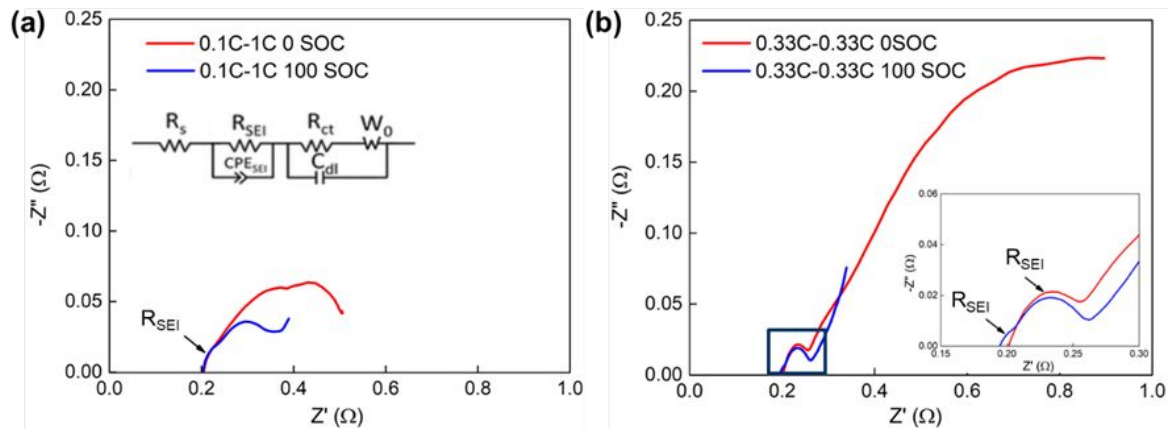 (a)
0.1C-1C 0 SOC
0.1C-1C 100 SOC
Rs
RSEI
Rct
W0
CPESEI
Cdl
RSEI
-Z" (Ω)
0.20
0.15
0.10
0.05
0.00
0.0 0.2 0.4 0.6 0.8 1.0
Z' (Ω)
(b)
0.33C-0.33C 0SOC
0.33C-0.33C 100 SOC
-Z" (Ω)
0.25
0.20
0.15
0.10
0.05
0.00
0.0 0.2 0.4 0.6 0.8 1.0
Z' (Ω)
-Z" (Ω)
0.06
0.04
0.02
0.00
RSEI
RSEI
0.15 0.20 0.25 0.30
Z' (Ω)